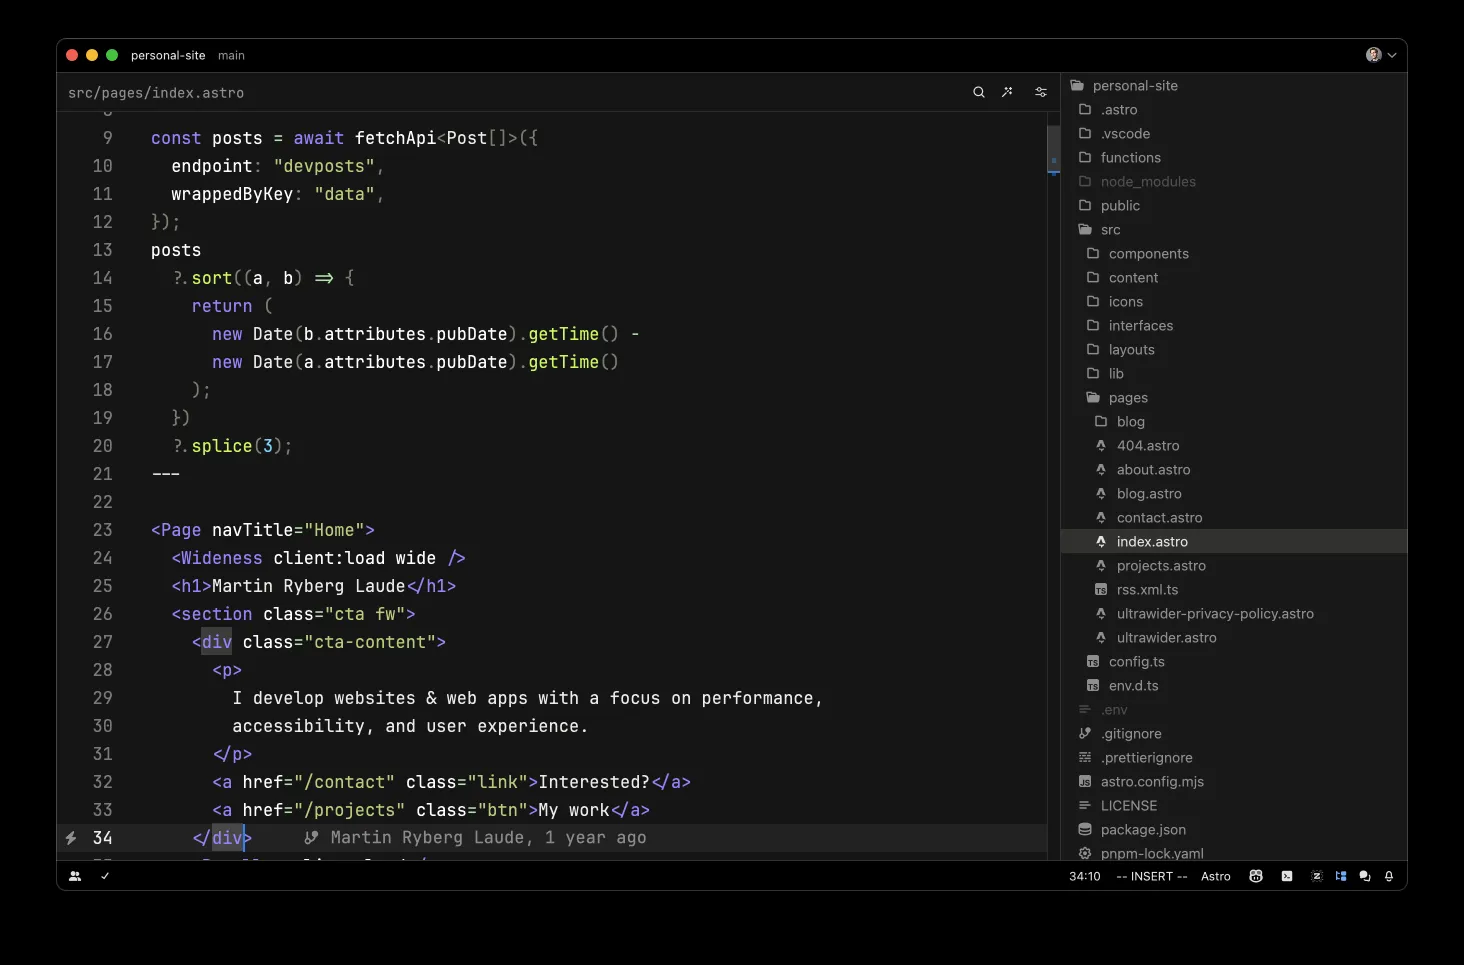 personal-site main
src/pages/index.astro
9 const posts = await fetchApi<Post[]>({
10 endpoint: "devposts",
11 wrappedByKey: "data",
12 });
13 posts
14 ?.sort((a, b) => {
15 return (
16 new Date(b.attributes.pubDate).getTime() -
17 new Date(a.attributes.pubDate).getTime()
18 );
19 })
20 ?.splice(3);
21 ---
22
23 <Page navTitle="Home">
24 <Wideness client:load wide />
25 <h1>Martin Ryberg Laude</h1>
26 <section class="cta fw">
27 <div class="cta-content">
28 <p>
29 I develop websites & web apps with a focus on performance,
30 accessibility, and user experience.
31 </p>
32 <a href="/contact" class="link">Interested?</a>
33 <a href="/projects" class="btn">My work</a>
34 </div> Martin Ryberg Laude, 1 year ago
personal-site
.astro
.vscode
functions
node_modules
public
src
components
content
icons
interfaces
layouts
lib
pages
blog
404.astro
about.astro
blog.astro
contact.astro
index.astro
projects.astro
rss.xml.ts
ultrawider-privacy-policy.astro
ultrawider.astro
config.ts
env.d.ts
.env
.gitignore
.prettierignore
astro.config.mjs
LICENSE
package.json
pnpm-lock.yaml
34:10 -- INSERT -- Astro